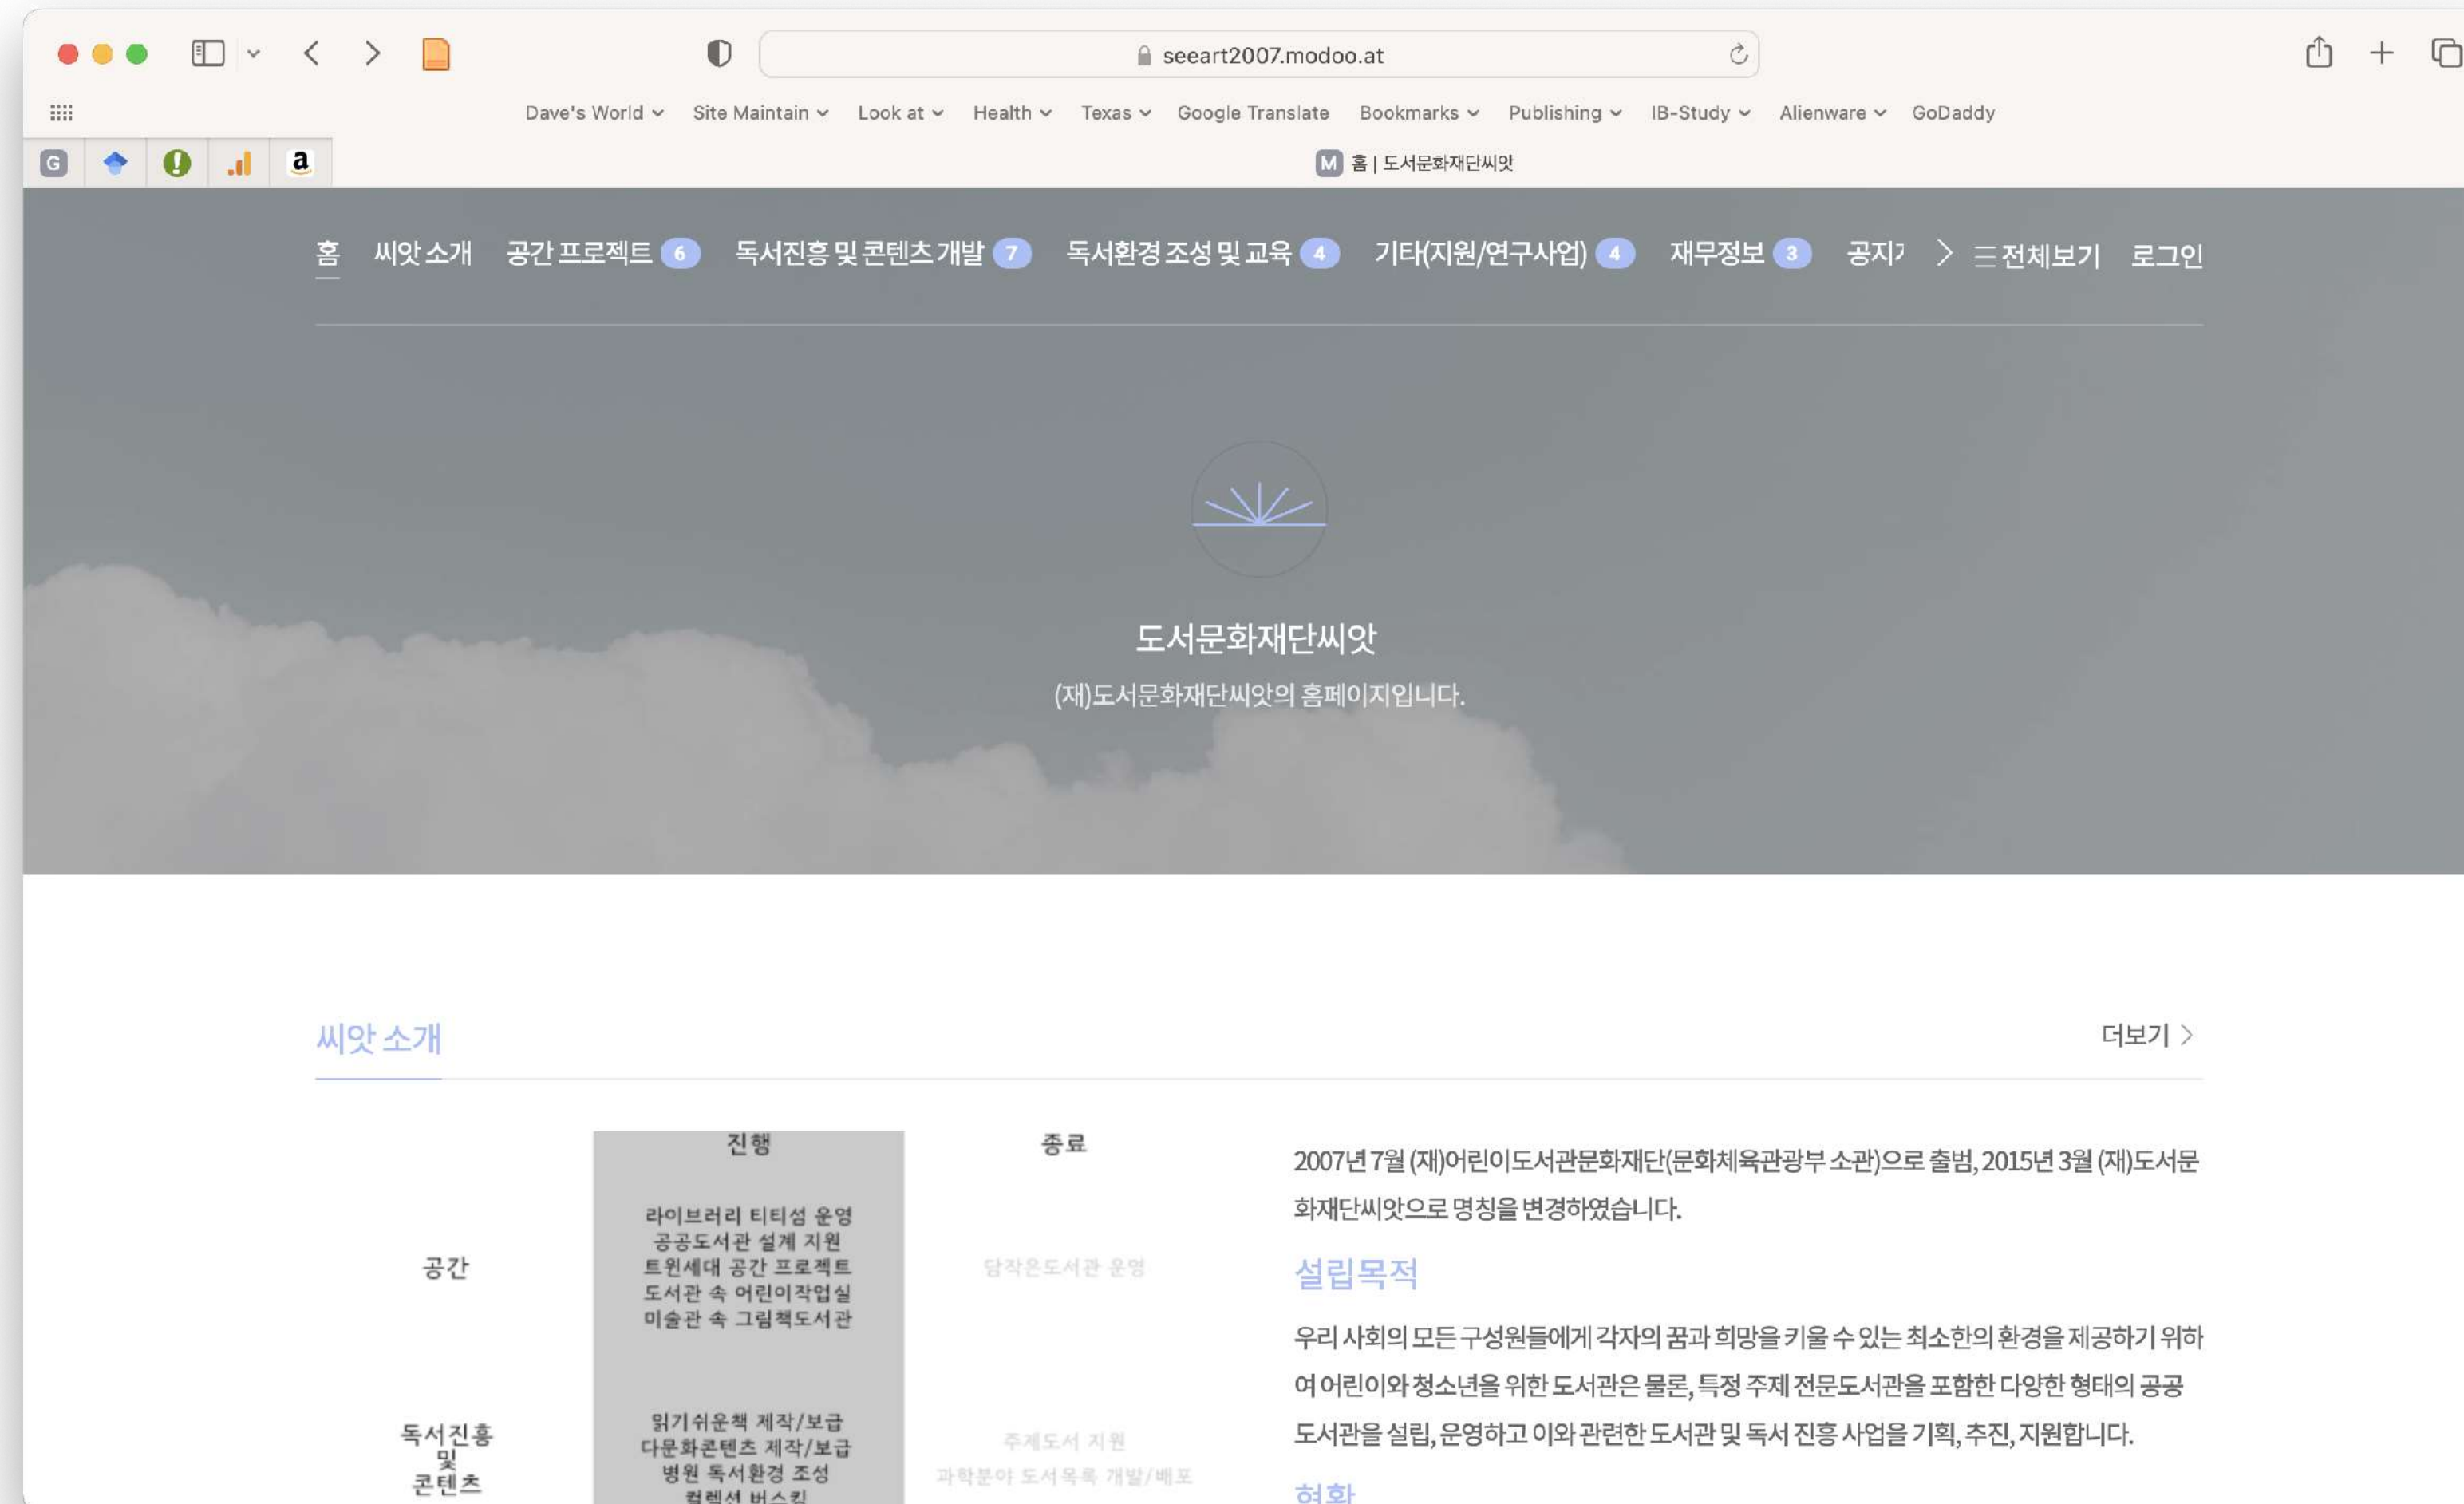 seeart2007.modoo.at
Dave's World Site Maintain Look at Health Texas Google Translate Bookmarks Publishing IB-Study Alienware GoDaddy
G a M 홈 | 도서문화재단씨앗
홈 씨앗 소개 공간 프로젝트 6 독서진흥 및 콘텐츠 개발 7 독서환경 조성 및 교육 4 기타(지원/연구사업) 4 재무정보 3 공지 전체보기 로그인
도서문화재단씨앗
(재)도서문화재단씨앗의 홈페이지입니다.
씨앗 소개
더보기
진행
종료
공간
라이브러리 티티섬 운영
공공도서관 설계 지원
트윈세대 공간 프로젝트
도서관 속 어린이작업실
미술관 속 그림책도서관
담작은도서관 운영
독서진흥
및
콘텐츠
읽기쉬운책 제작/보급
다문화콘텐츠 제작/보급
병원 독서환경 조성
컬렉션 버스킹
주제도서 지원
과학분야 도서목록 개발/배포
2007년 7월 (재)어린이도서관문화재단(문화체육관광부 소관)으로 출범, 2015년 3월 (재)도서문
화재단씨앗으로 명칭을 변경하였습니다.
설립목적
우리 사회의 모든 구성원들에게 각자의 꿈과 희망을 키울 수 있는 최소한의 환경을 제공하기 위하
여 어린이와 청소년을 위한 도서관은 물론, 특정 주제 전문도서관을 포함한 다양한 형태의 공공
도서관을 설립, 운영하고 이와 관련한 도서관 및 독서 진흥 사업을 기획, 추진, 지원합니다.
현황